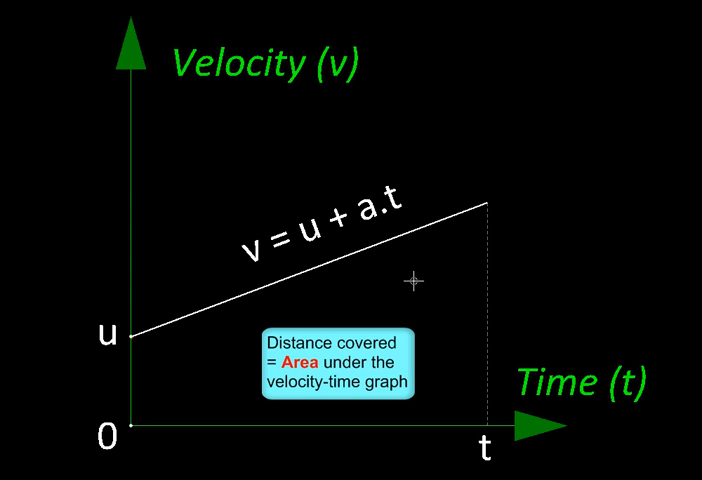 Velocity (v)
v = u + a.t
u
Distance covered
= Area under the
velocity-time graph
Time (t)
0
t